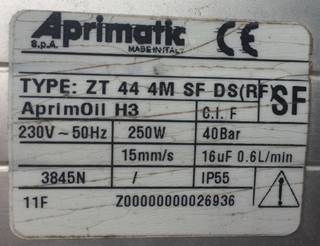 Aprimatic
S.p.A. MADE IN ITALY CE
TYPE: ZT 44 4M SF DS(RF)
AprimOil H3 C.I. F SF
230V ~ 50Hz 250W 40Bar
15mm/s 16uF 0.6L/min
3845N / IP55
11F Z00000000026936